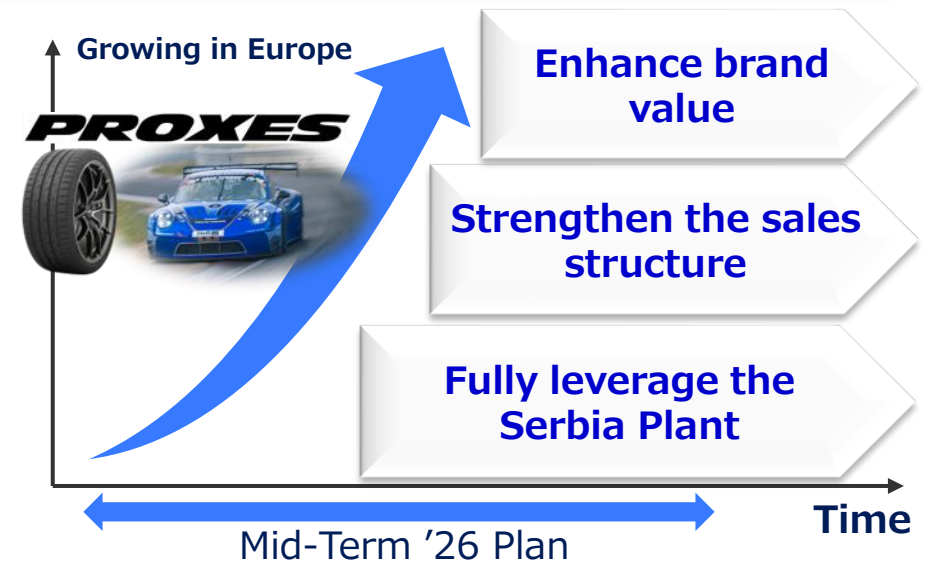 Growing in Europe
PROXES
Enhance brand
value
Strengthen the sales
structure
Fully leverage the
Serbia Plant
Time
Mid-Term ’26 Plan